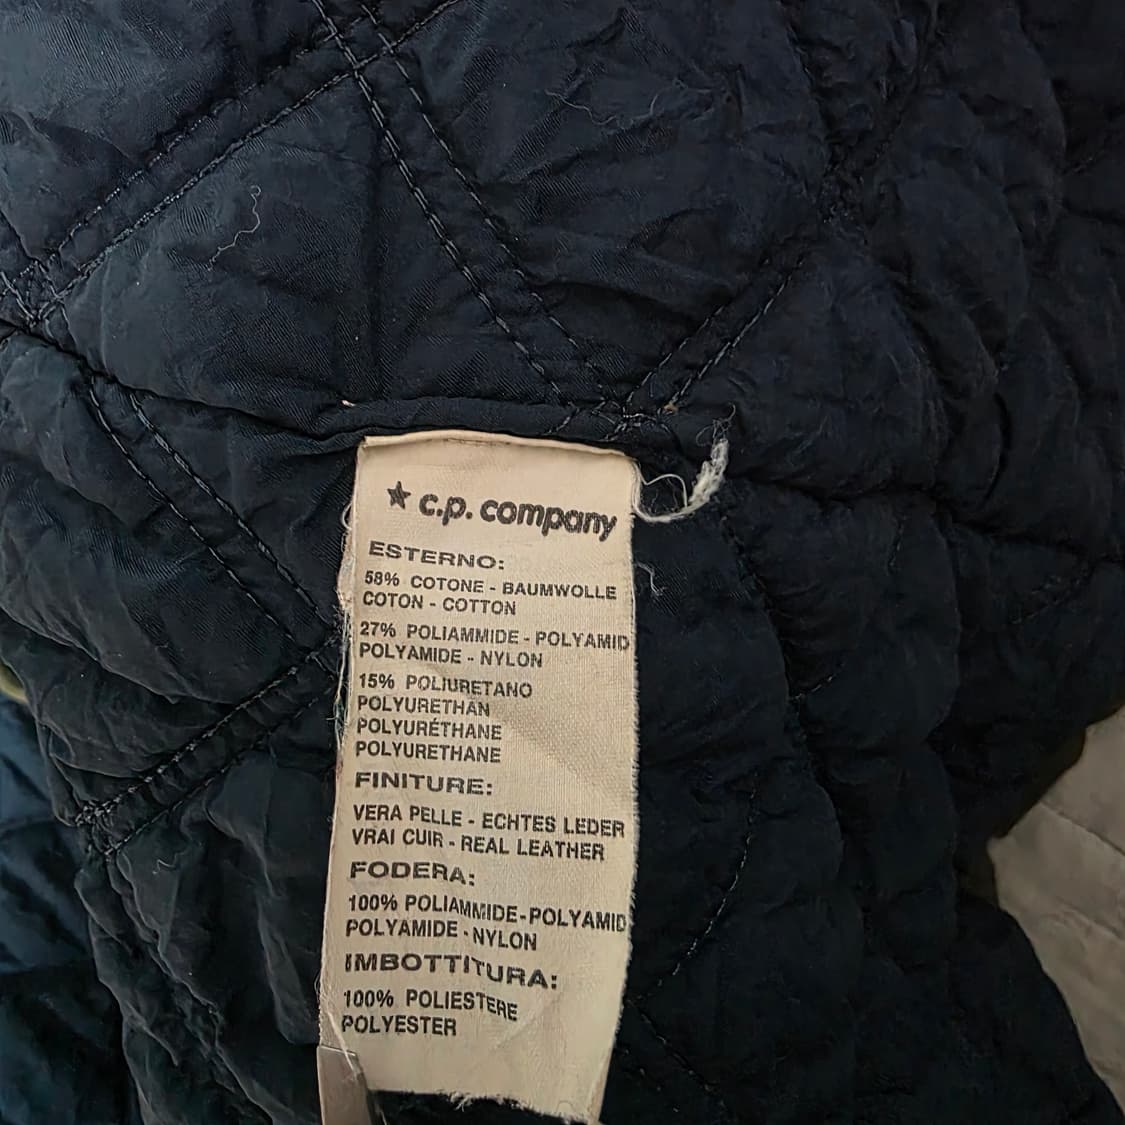 ★ c.p. company
ESTERNO:
58% COTONE - BAUMWOLLE
COTON - COTTON
27% POLIAMMIDE - POLYAMID
POLYAMIDE - NYLON
15% POLIURETANO
POLYURETHAN
POLYURÉTHANE
POLYURETHANE
FINITURE:
VERA PELLE - ECHTES LEDER
VRAI CUIR - REAL LEATHER
FODERA:
100% POLIAMMIDE - POLYAMID
POLYAMIDE - NYLON
IMBOTTITURA:
100% POLIESTERE
POLYESTER